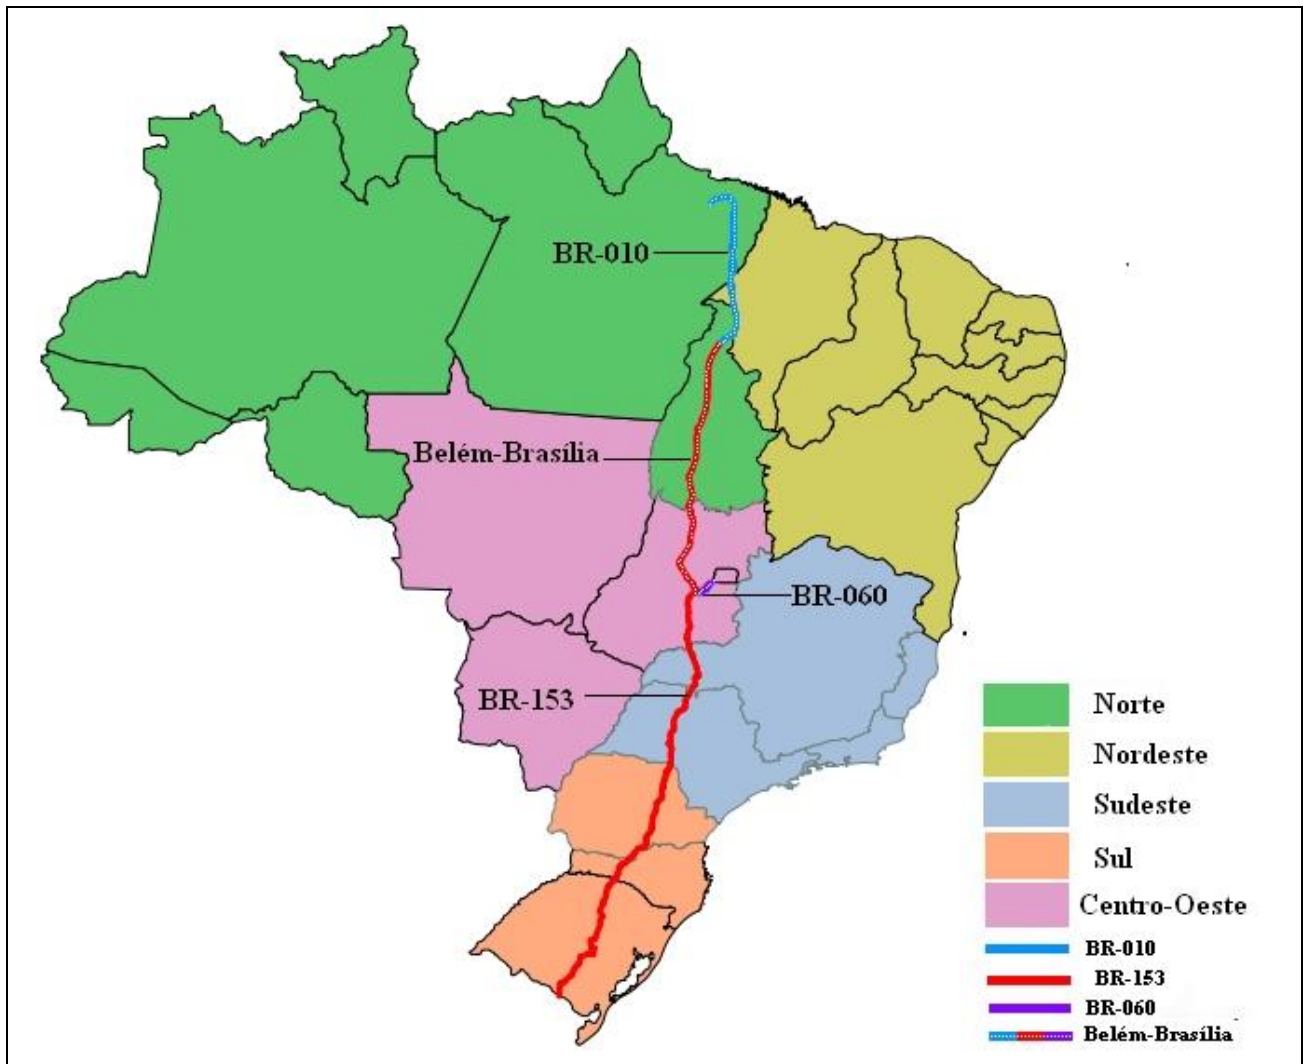 BR-010
Belém-Brasília
BR-060
BR-153
Norte
Nordeste
Sudeste
Sul
Centro-Oeste
BR-010
BR-153
BR-060
Belém-Brasília